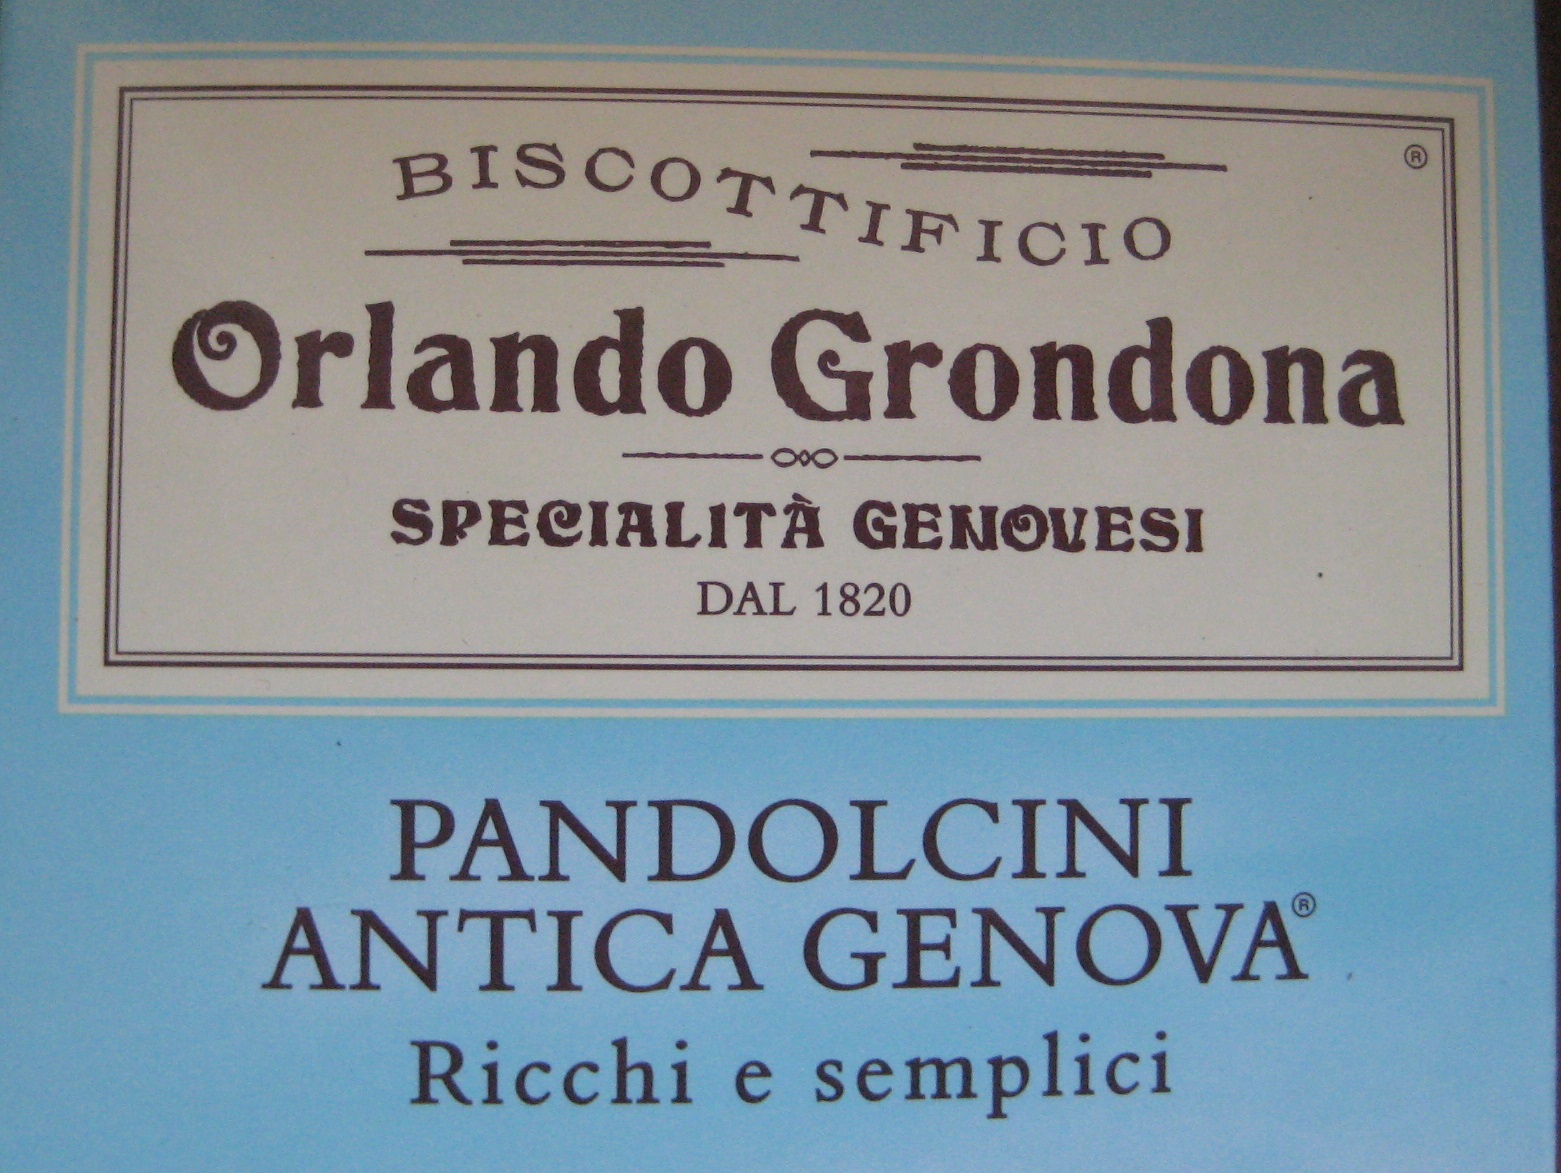 BISCOTTIFICIO
®
Orlando Grondona
SPECIALITÀ GENOVESI
DAL 1820
PANDOLCINI
ANTICA GENOVA®
Ricchi e semplici